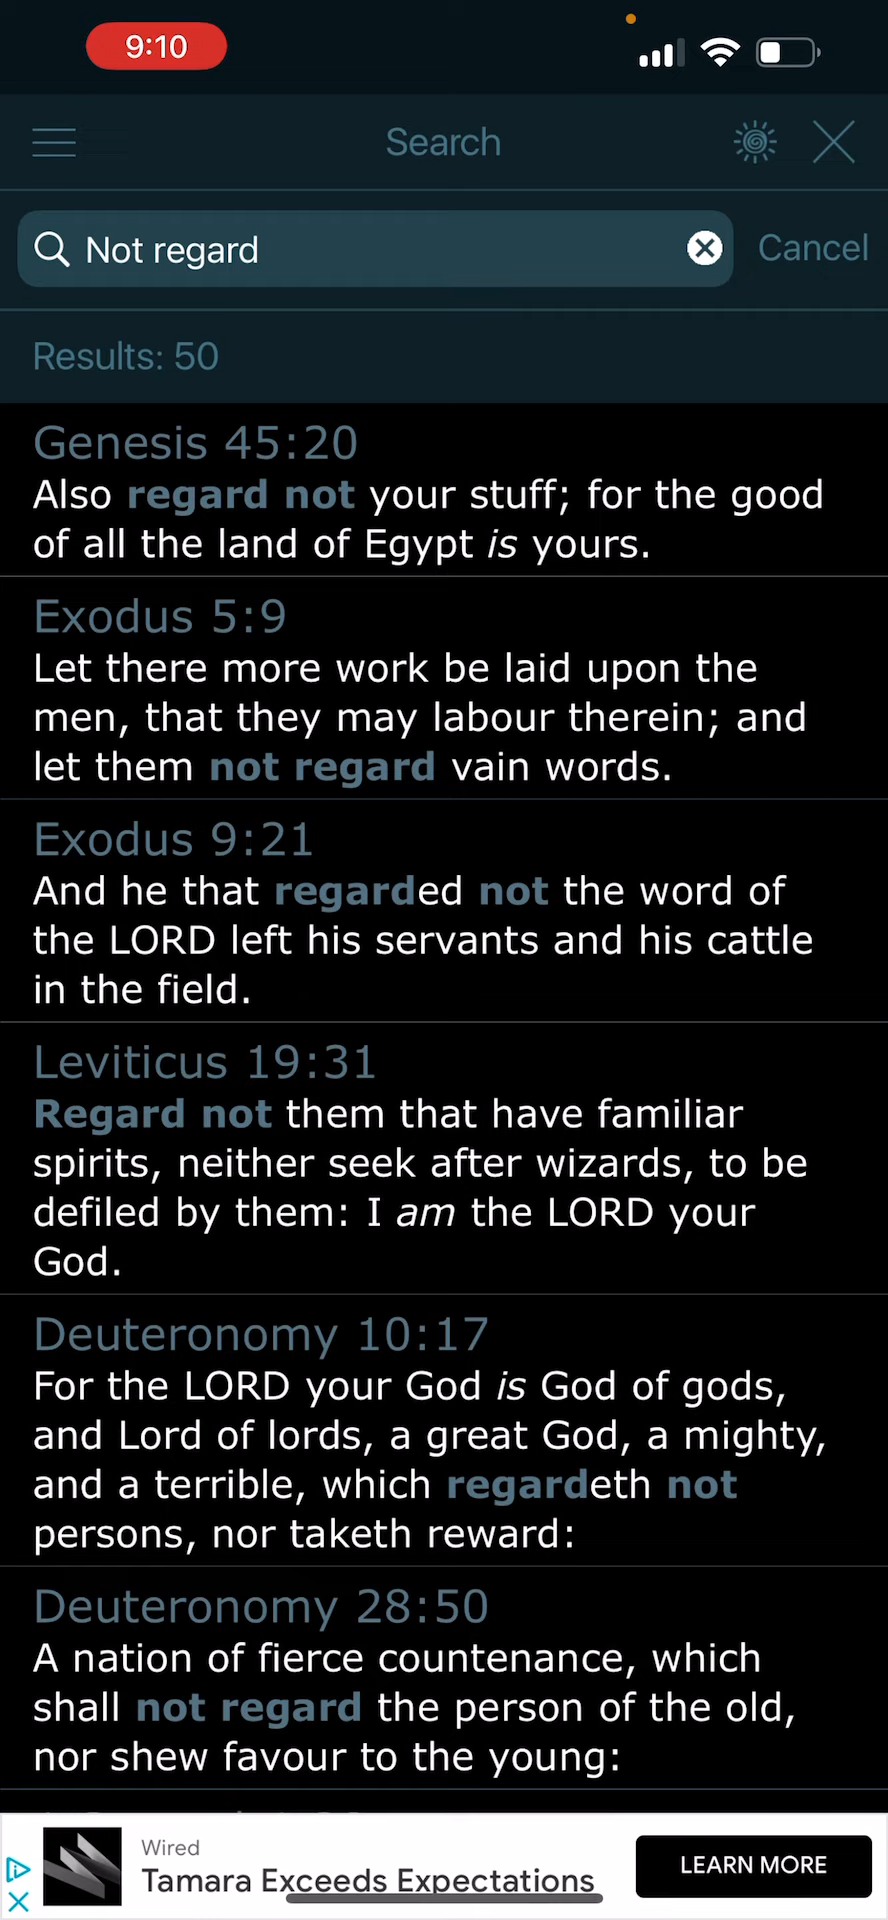 9:10
Search
Not regard
Cancel
Results: 50
Genesis 45:20
Also regard not your stuff; for the good
of all the land of Egypt is yours.
Exodus 5:9
Let there more work be laid upon the
men, that they may labour therein; and
let them not regard vain words.
Exodus 9:21
And he that regarded not the word of
the LORD left his servants and his cattle
in the field.
Leviticus 19:31
Regard not them that have familiar
spirits, neither seek after wizards, to be
defiled by them: I am the LORD your
God.
Deuteronomy 10:17
For the LORD your God is God of gods,
and Lord of lords, a great God, a mighty,
and a terrible, which regardeth not
persons, nor taketh reward:
Deuteronomy 28:50
A nation of fierce countenance, which
shall not regard the person of the old,
nor shew favour to the young:
Wired
Tamara Exceeds Expectations
LEARN MORE